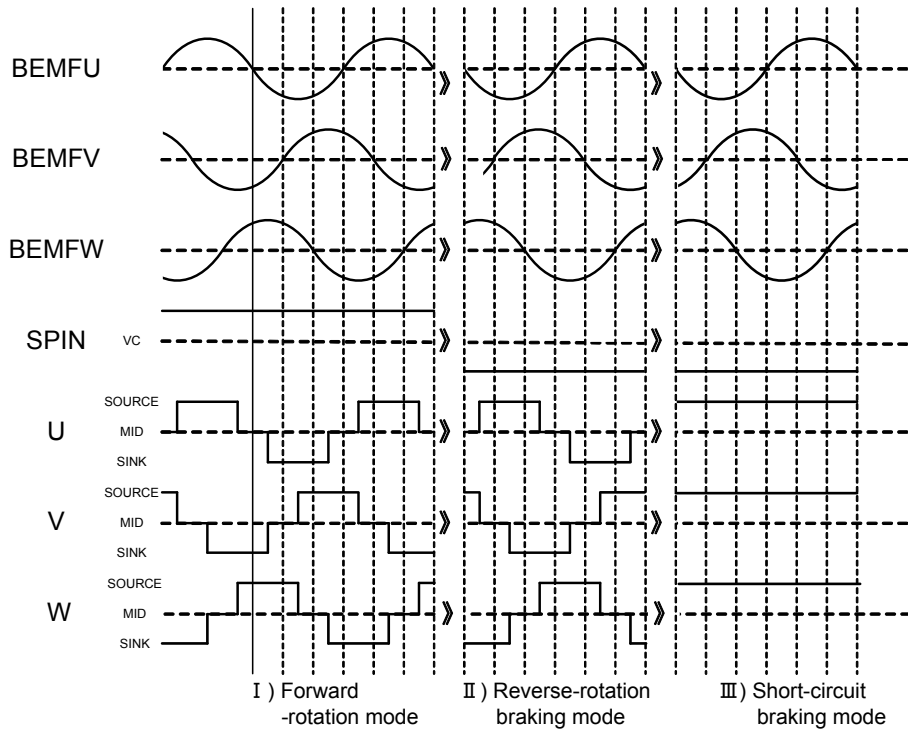 BEMFU
BEMFV
BEMFW
SPIN VC
SOURCE
U MID
SINK
SOURCE
V MID
SINK
SOURCE
W MID
SINK
Ⅰ) Forward
-rotation mode
Ⅱ) Reverse-rotation
braking mode
Ⅲ) Short-circuit
braking mode